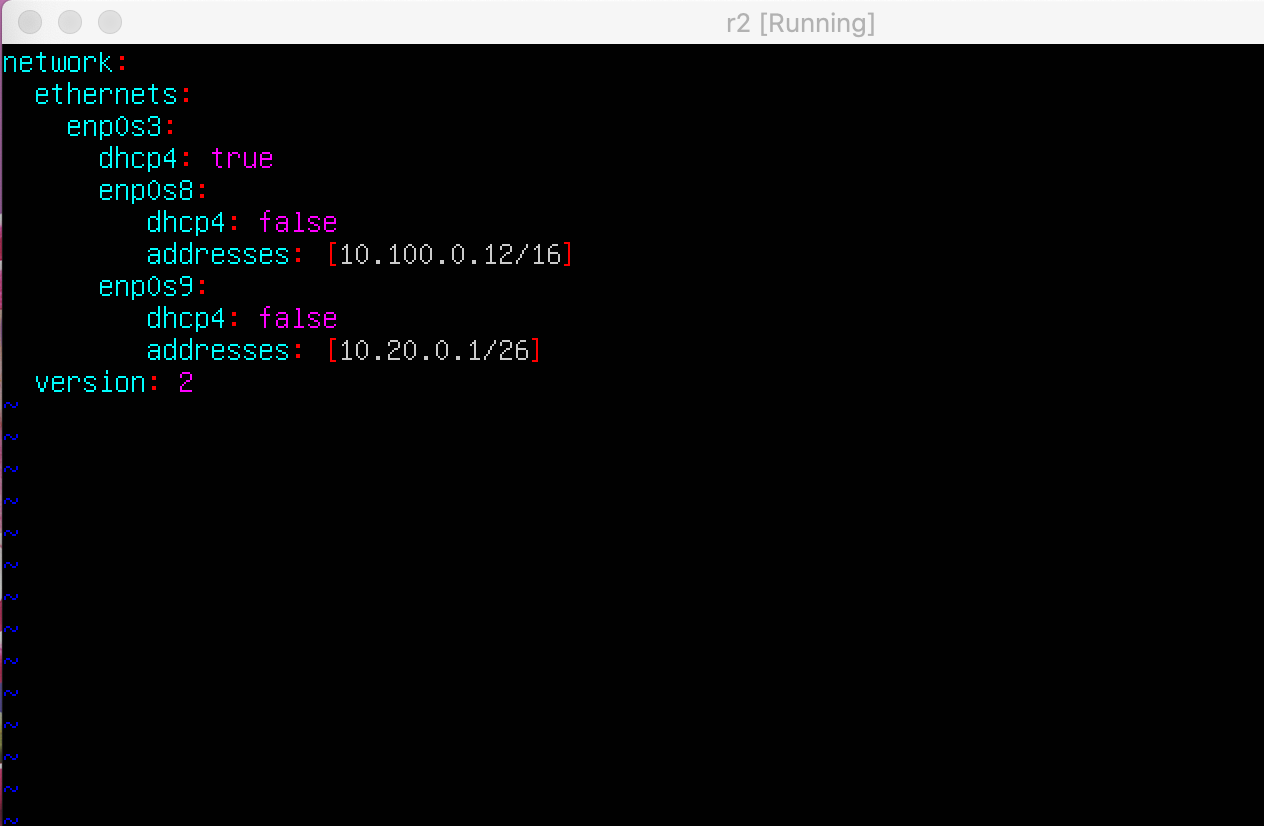 r2 [Running]
network:
  ethernets:
    enp0s3:
      dhcp4: true
      enp0s8:
         dhcp4: false
         addresses: [10.100.0.12/16]
      enp0s9:
         dhcp4: false
         addresses: [10.20.0.1/26]
  version: 2
~
~
~
~
~
~
~
~
~
~
~
~
~
~